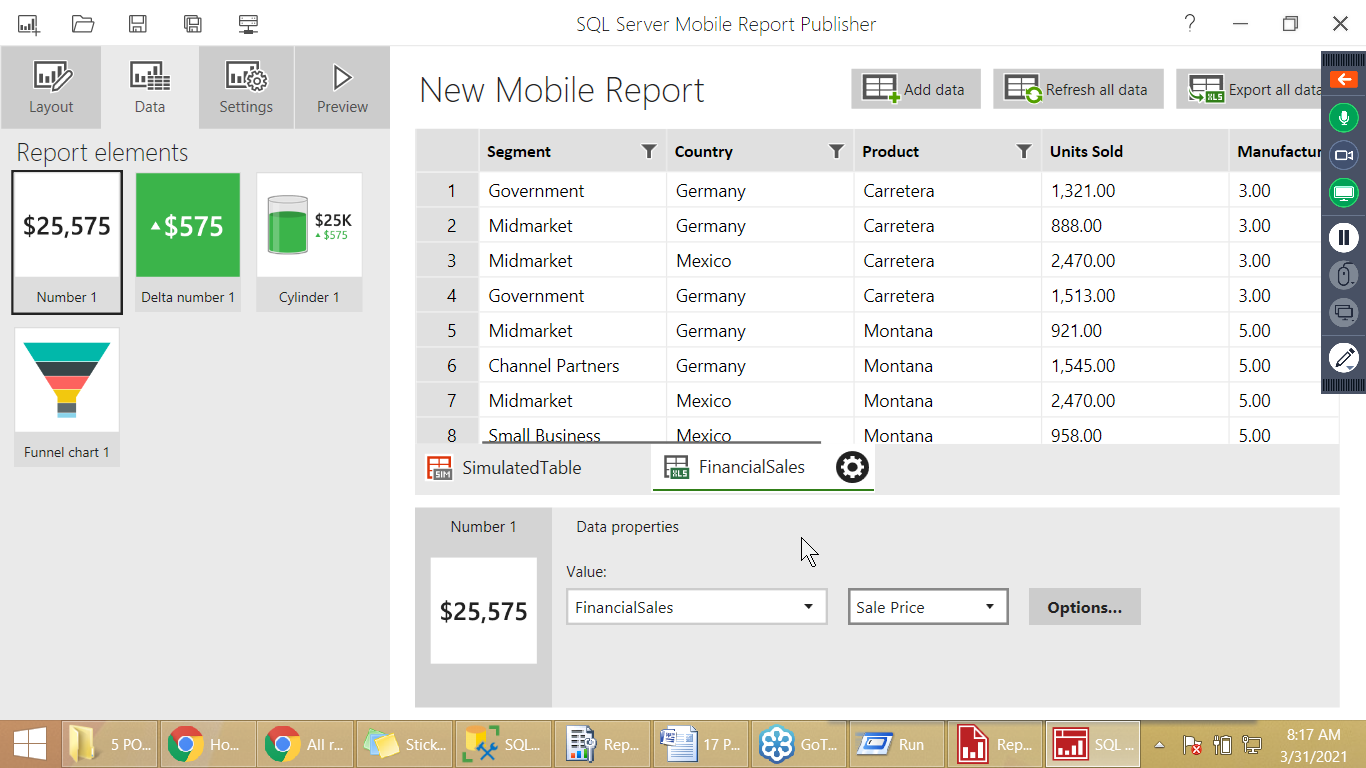 SQL Server Mobile Report Publisher
?
Layout
Data
Settings
Preview
New Mobile Report
Add data
Refresh all data
XLS
Export all data
Report elements
$25,575
Number 1
$575
Delta number 1
$25K
$575
Cylinder 1
Funnel chart 1
Segment Country Product Units Sold Manufactur
1 Government Germany Carretera 1,321.00 3.00
2 Midmarket Germany Carretera 888.00 3.00
3 Midmarket Mexico Carretera 2,470.00 3.00
4 Government Germany Carretera 1,513.00 3.00
5 Midmarket Germany Montana 921.00 5.00
6 Channel Partners Germany Montana 1,545.00 5.00
7 Midmarket Mexico Montana 2,470.00 5.00
8 Small Business Mexico Montana 958.00 5.00
SIM
SimulatedTable
XLS
FinancialSales
Number 1
$25,575
Data properties
Value:
FinancialSales
Sale Price
Options...
5 PO...
Ho...
All r...
Stick...
SQL...
Rep...
17 P...
GoT...
Run
Rep...
SQL ...
8:17 AM
3/31/2021